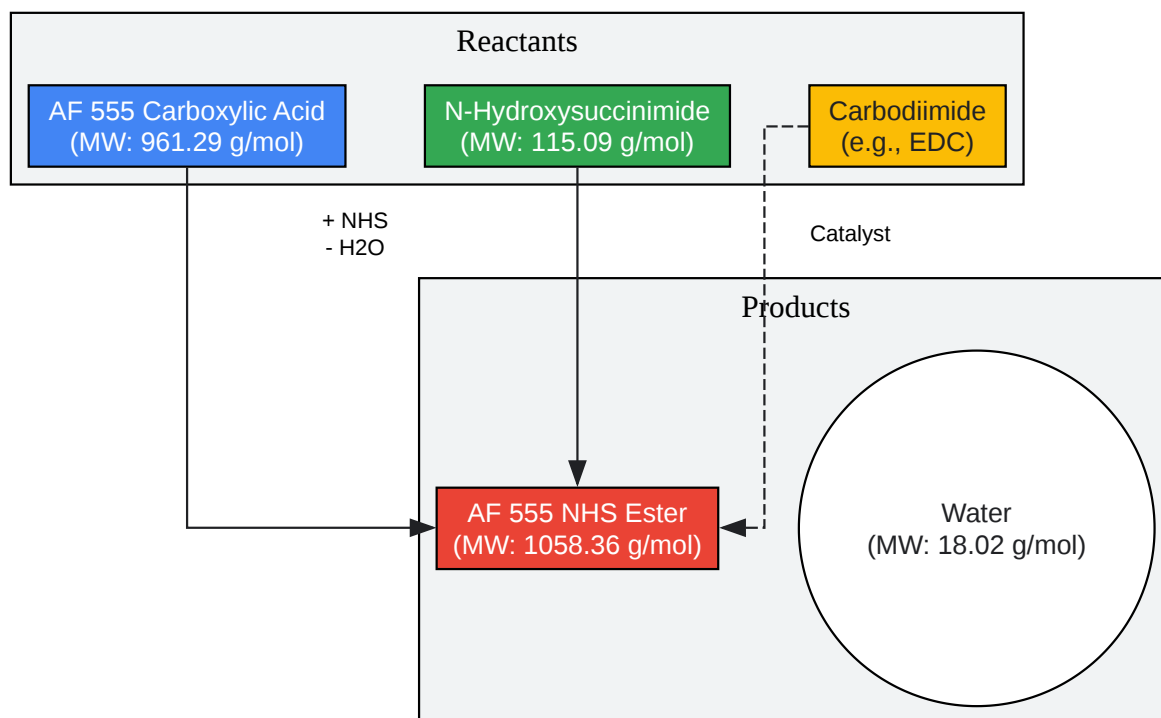 Reactants
AF 555 Carboxylic Acid
(MW: 961.29 g/mol)
N-Hydroxysuccinimide
(MW: 115.09 g/mol)
Carbodiimide
(e.g., EDC)
+ NHS
- H2O
Catalyst
Products
AF 555 NHS Ester
(MW: 1058.36 g/mol)
Water
(MW: 18.02 g/mol)